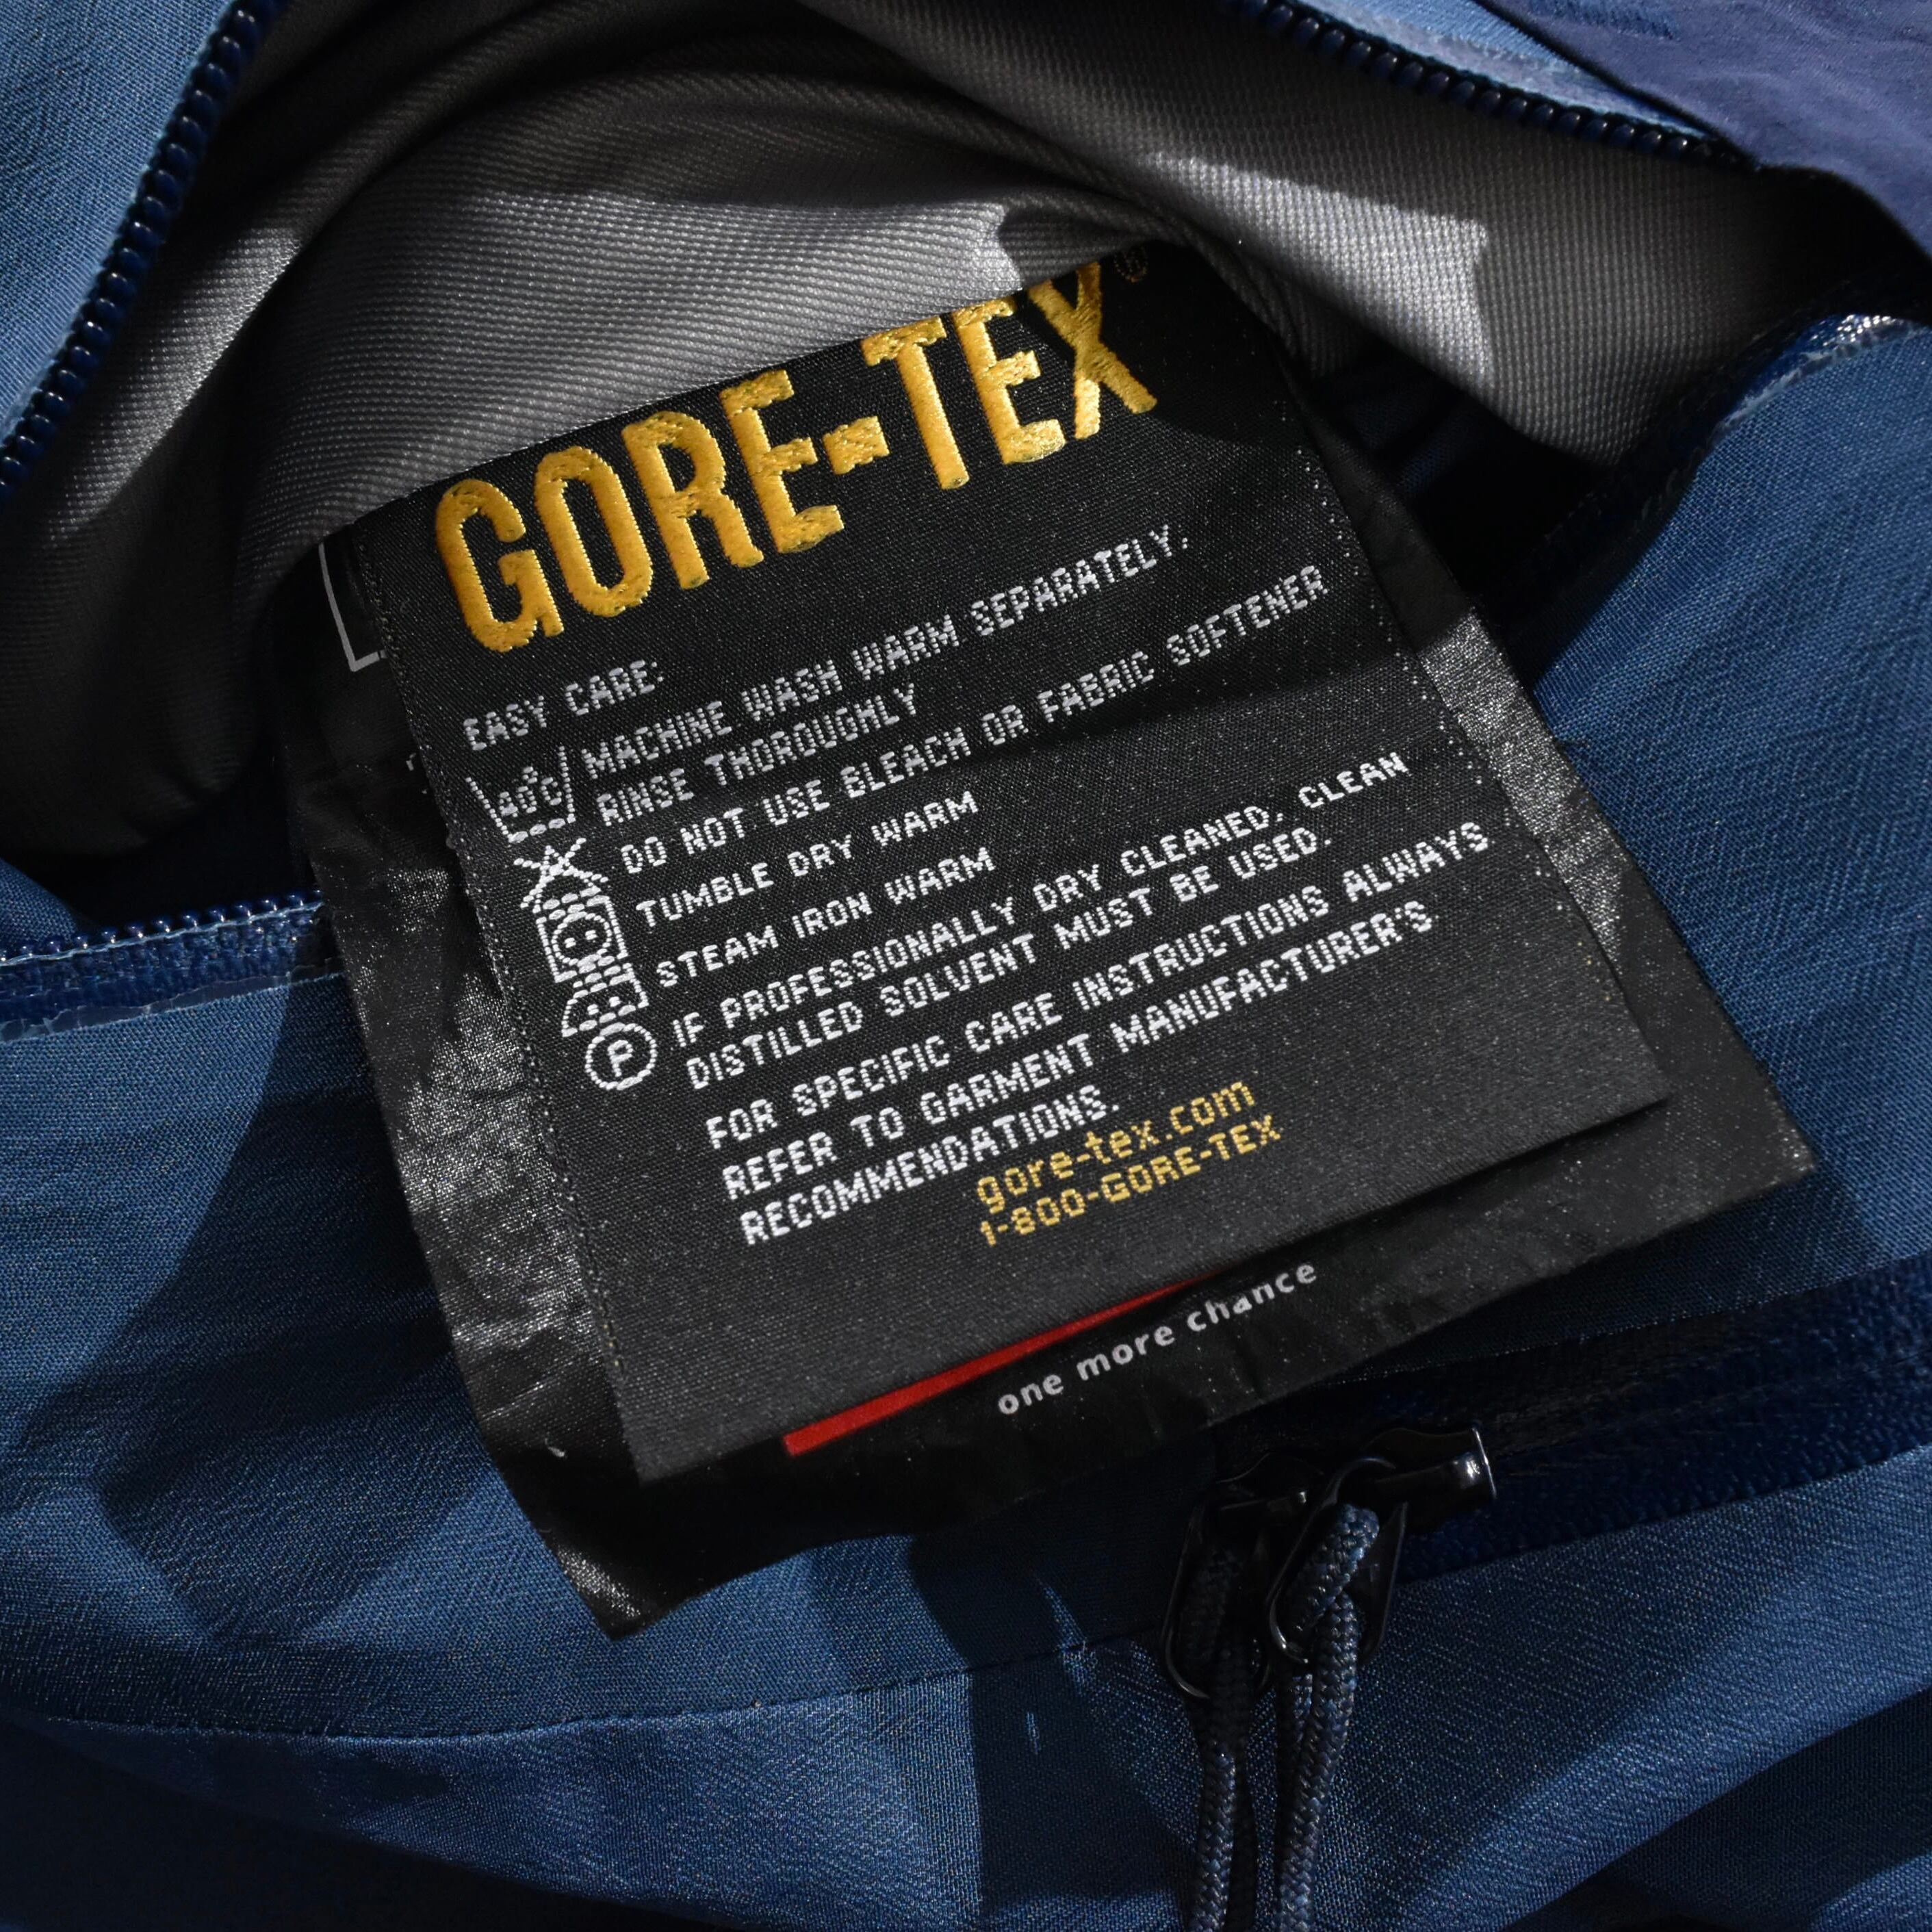 GORE-TEX®
EASY CARE:
40°C MACHINE WASH WARM SEPARATELY.
RINSE THOROUGHLY
DO NOT USE BLEACH OR FABRIC SOFTENER
TUMBLE DRY WARM
STEAM IRON WARM
P IF PROFESSIONALLY DRY CLEANED, CLEAN
DISTILLED SOLVENT MUST BE USED.
FOR SPECIFIC CARE INSTRUCTIONS ALWAYS
REFER TO GARMENT MANUFACTURER'S
RECOMMENDATIONS.
gore-tex.com
1-800-GORE-TEX
one more chance